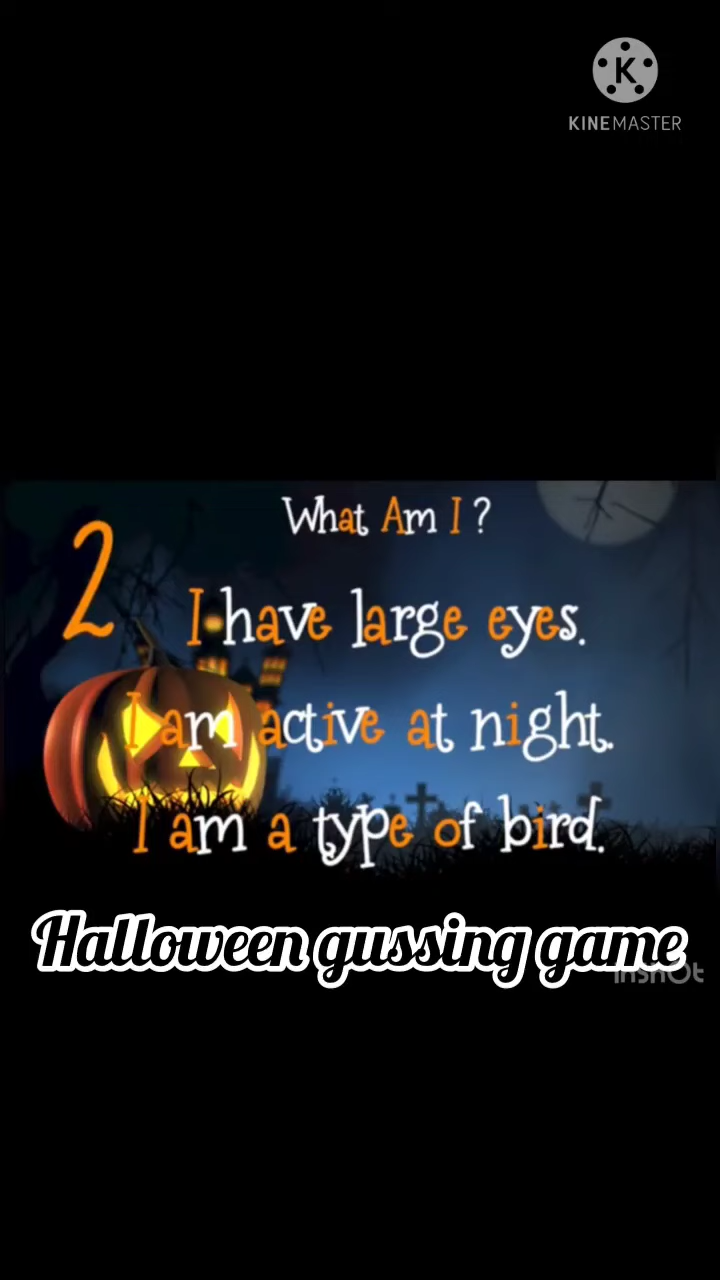 K
KINEMASTER
What Am I ?
2
I have large eyes.
I am active at night.
I am a type of bird.
Halloween gussing game
InShOt